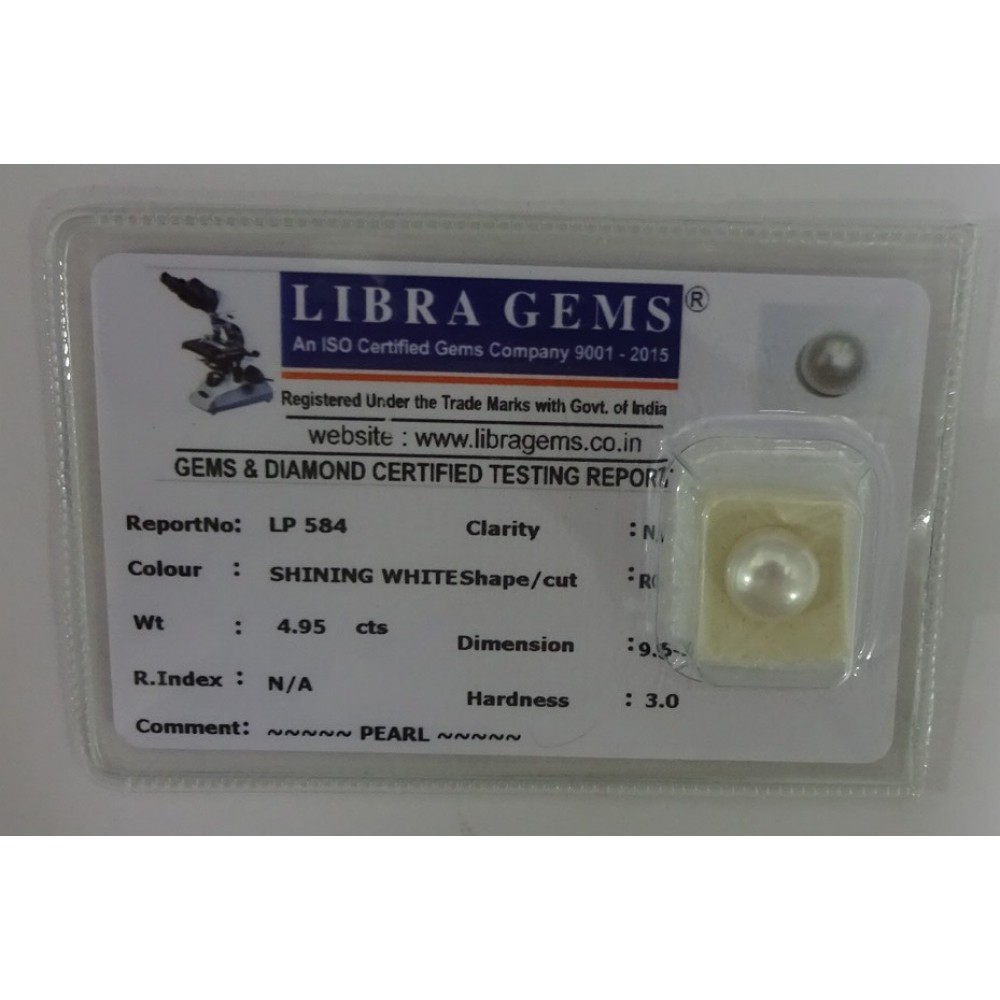 LIBRA GEMS ®
An ISO Certified Gems Company 9001 - 2015
Registered Under the Trade Marks with Govt. of India
website : www.libragems.co.in
GEMS & DIAMOND CERTIFIED TESTING REPORT
ReportNo: LP 584 Clarity :
Colour : SHINING WHITE Shape/cut :
Wt : 4.95 cts Dimension :
R.Index : N/A Hardness : 3.0
Comment: ~~~~~ PEARL ~~~~~